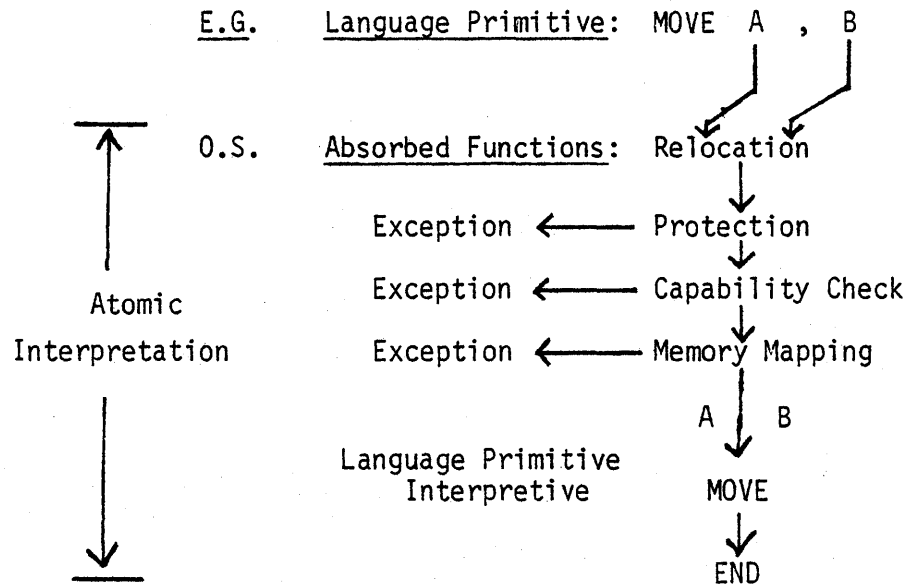 E.G. Language Primitive: MOVE A , B
O.S. Absorbed Functions: Relocation
Exception Protection
Exception Capability Check
Atomic
Interpretation
Exception Memory Mapping
A B
Language Primitive
Interpretive MOVE
END